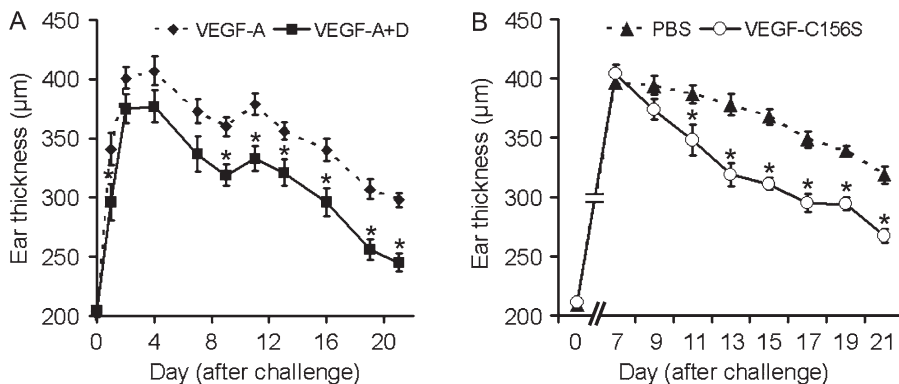 A
VEGF-A
VEGF-A+D
450
400
350
300
250
200
Ear thickness (µm)
* * * * * * *
0 4 8 12 16 20
Day (after challenge)
B
PBS
VEGF-C156S
450
400
350
300
250
200
Ear thickness (µm)
* * * * * *
0 7 9 11 13 15 17 19 21
Day (after challenge)